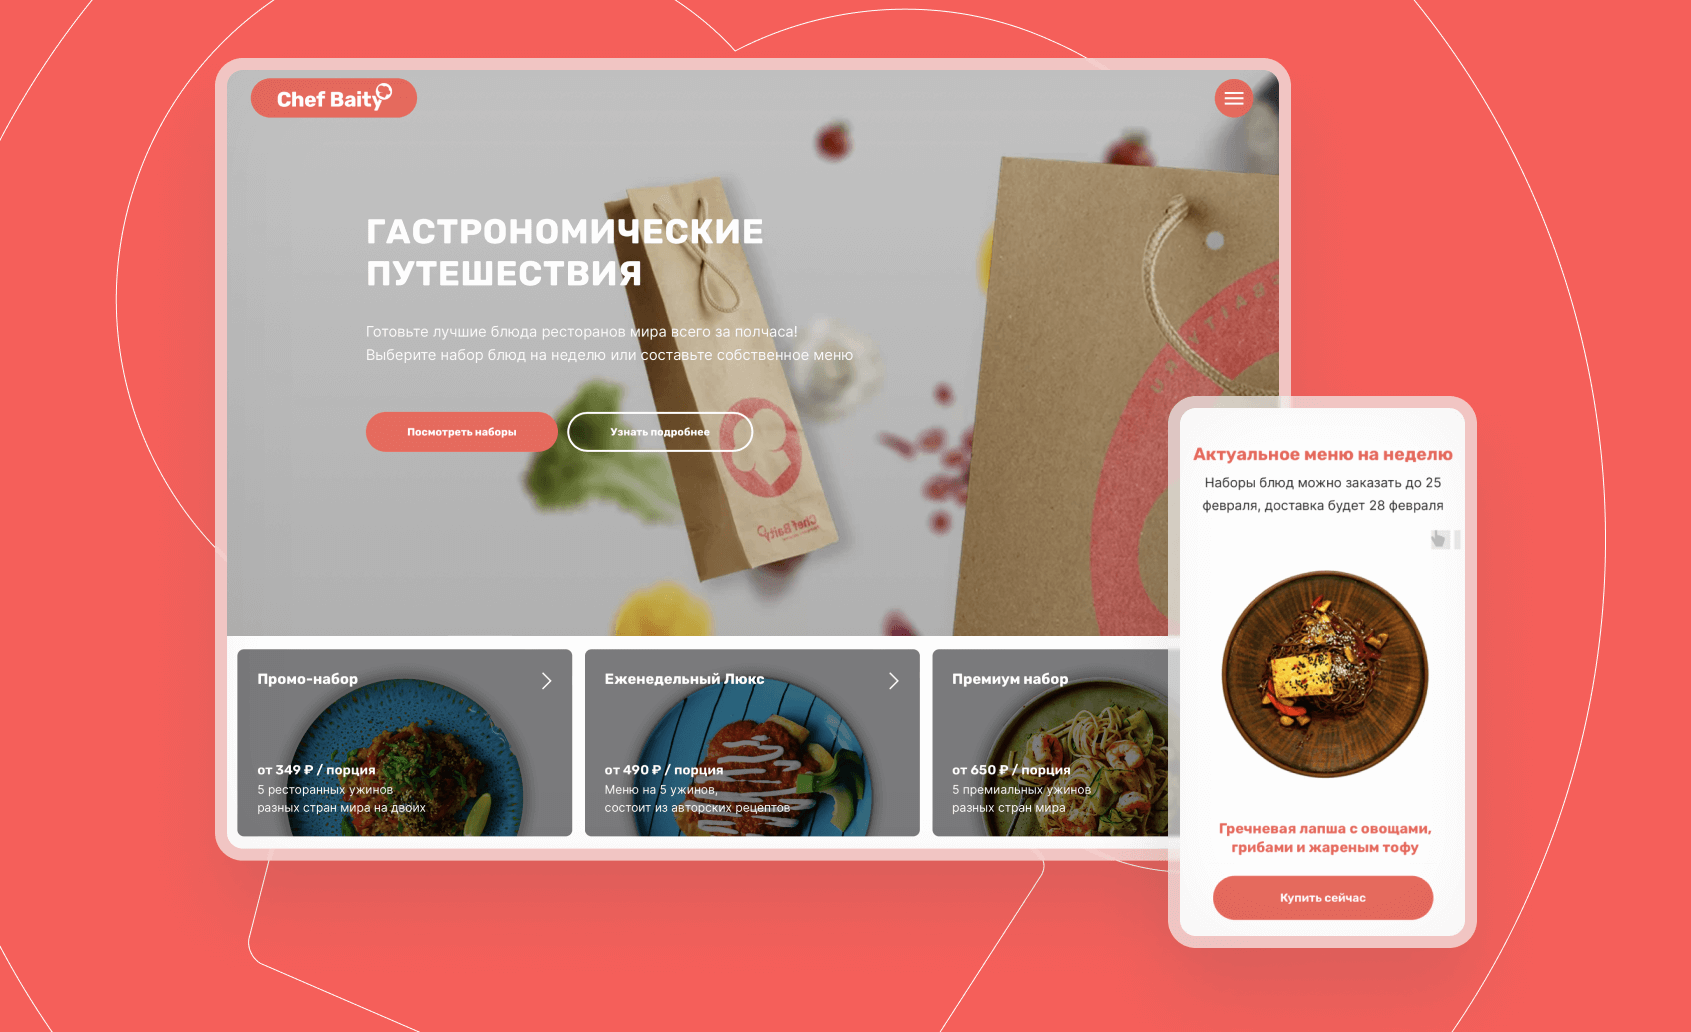 Chef Baity
ГАСТРОНОМИЧЕСКИЕ
ПУТЕШЕСТВИЯ
Готовьте лучшие блюда ресторанов мира всего за полчаса!
Выберите набор блюд на неделю или составьте собственное меню
Посмотреть наборы
Узнать подробнее
Chef Baity
Промо-набор
от 349 ₽ / порция
5 ресторанных ужинов
разных стран мира на двоих
Еженедельный Люкс
от 490 ₽ / порция
Меню на 5 ужинов,
состоит из авторских рецептов
Премиум набор
от 650 ₽ / порция
5 премиальных ужинов
разных стран мира
Актуальное меню на неделю
Наборы блюд можно заказать до 25
февраля, доставка будет 28 февраля
Гречневая лапша с овощами,
грибами и жареным тофу
Купить сейчас